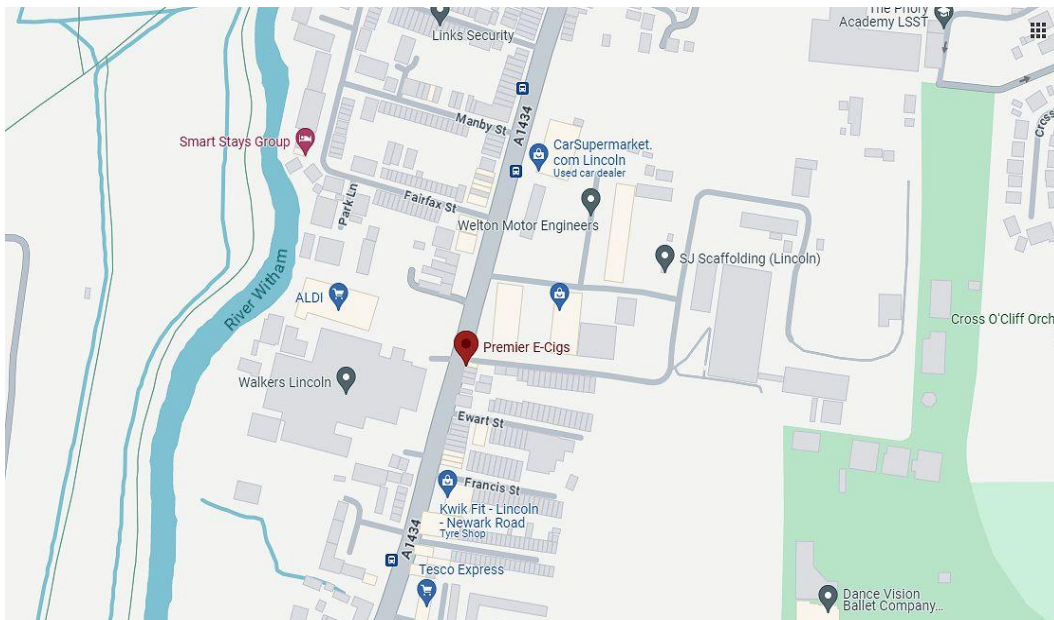 The Priory
Academy LSST
Links Security
Manby St
A1434
Smart Stays Group
CarSupermarket.
com Lincoln
Used car dealer
Cross
Park Ln
Fairfax St
Welton Motor Engineers
SJ Scaffolding (Lincoln)
River Witham
ALDI
Cross O'Cliff Orch
Premier E-Cigs
Walkers Lincoln
Ewart St
Francis St
Kwik Fit - Lincoln
- Newark Road
Tyre Shop
A1434
Tesco Express
Dance Vision
Ballet Company...